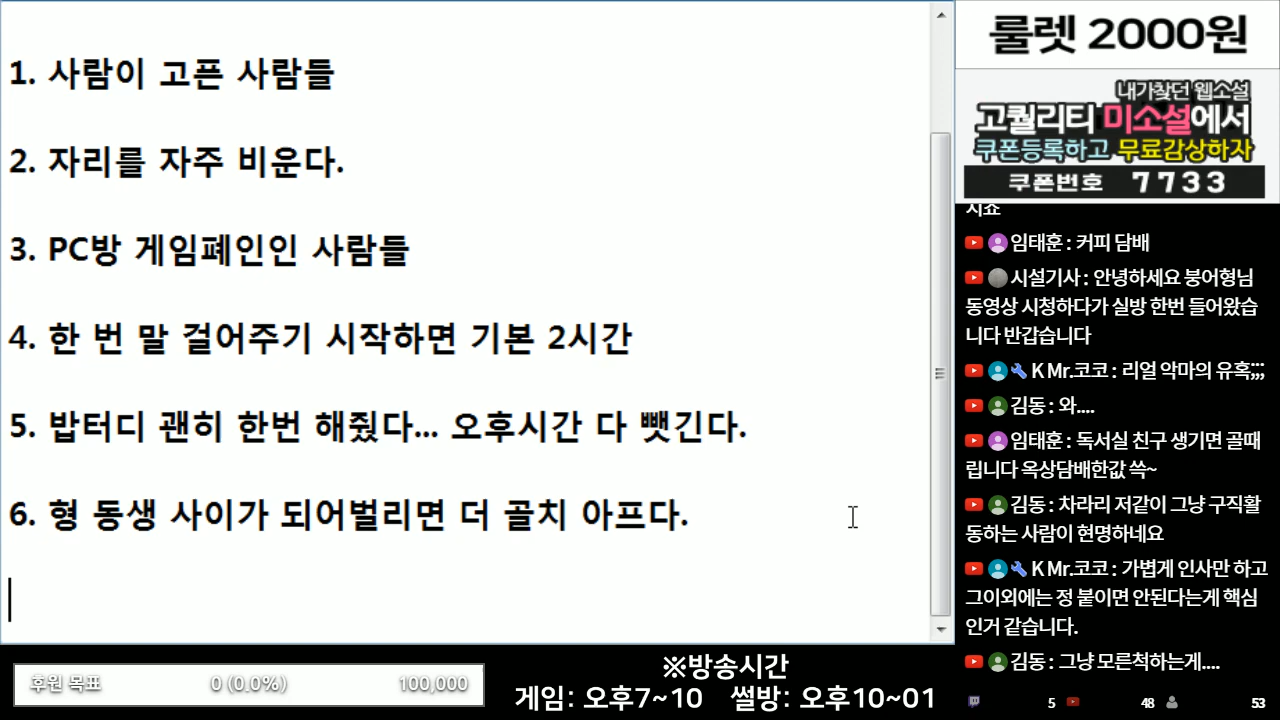 1. 사람이 고픈 사람들
2. 자리를 자주 비운다.
3. PC방 게임폐인인 사람들
4. 한 번 말 걸어주기 시작하면 기본 2시간
5. 밥터디 괜히 한번 해줬다... 오후시간 다 뺏긴다.
6. 형 동생 사이가 되어벌리면 더 골치 아프다.
룰렛 2000원
내가찾던 웹소설
고퀄리티 미소설에서
쿠폰등록하고 무료감상하자
쿠폰번호 7733
시죠
임태훈 : 커피 담배
시설기사 : 안녕하세요 붕어형님
동영상 시청하다가 실방 한번 들어왔습
니다 반갑습니다
K Mr.코코 : 리얼 악마의 유혹;;;
김동 : 와....
임태훈 : 독서실 친구 생기면 골때
립니다 옥상담배한값 쓱~
김동 : 차라리 저같이 그냥 구직활
동하는 사람이 현명하네요
K Mr.코코 : 가볍게 인사만 하고
그이외에는 정 붙이면 안된다는게 핵심
인거 같습니다.
김동 : 그냥 모른척하는게....
후원 목표 0 (0.0%) 100,000
※방송시간
게임: 오후7~10 썰방: 오후10~01
5 48 53